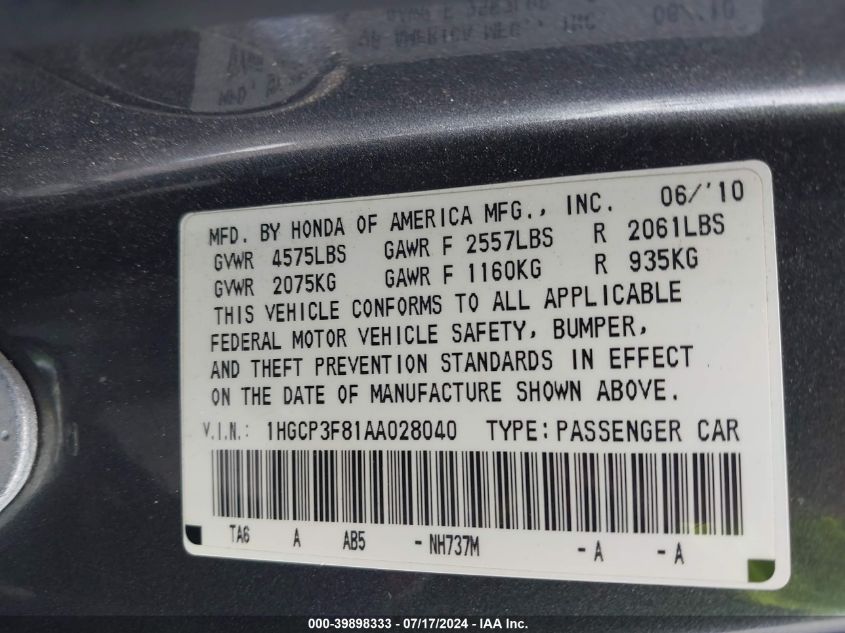 MFD. BY HONDA OF AMERICA MFG., INC. 06/'10
GVWR 4575LBS GAWR F 2557LBS R 2061LBS
GVWR 2075KG GAWR F 1160KG R 935KG
THIS VEHICLE CONFORMS TO ALL APPLICABLE
FEDERAL MOTOR VEHICLE SAFETY, BUMPER,
AND THEFT PREVENTION STANDARDS IN EFFECT
ON THE DATE OF MANUFACTURE SHOWN ABOVE.
V.I.N.: 1HGCP3F81AA028040 TYPE: PASSENGER CAR
TA6 A AB5 - NH737M - A - A
000-39898333 - 07/17/2024 - IAA Inc.